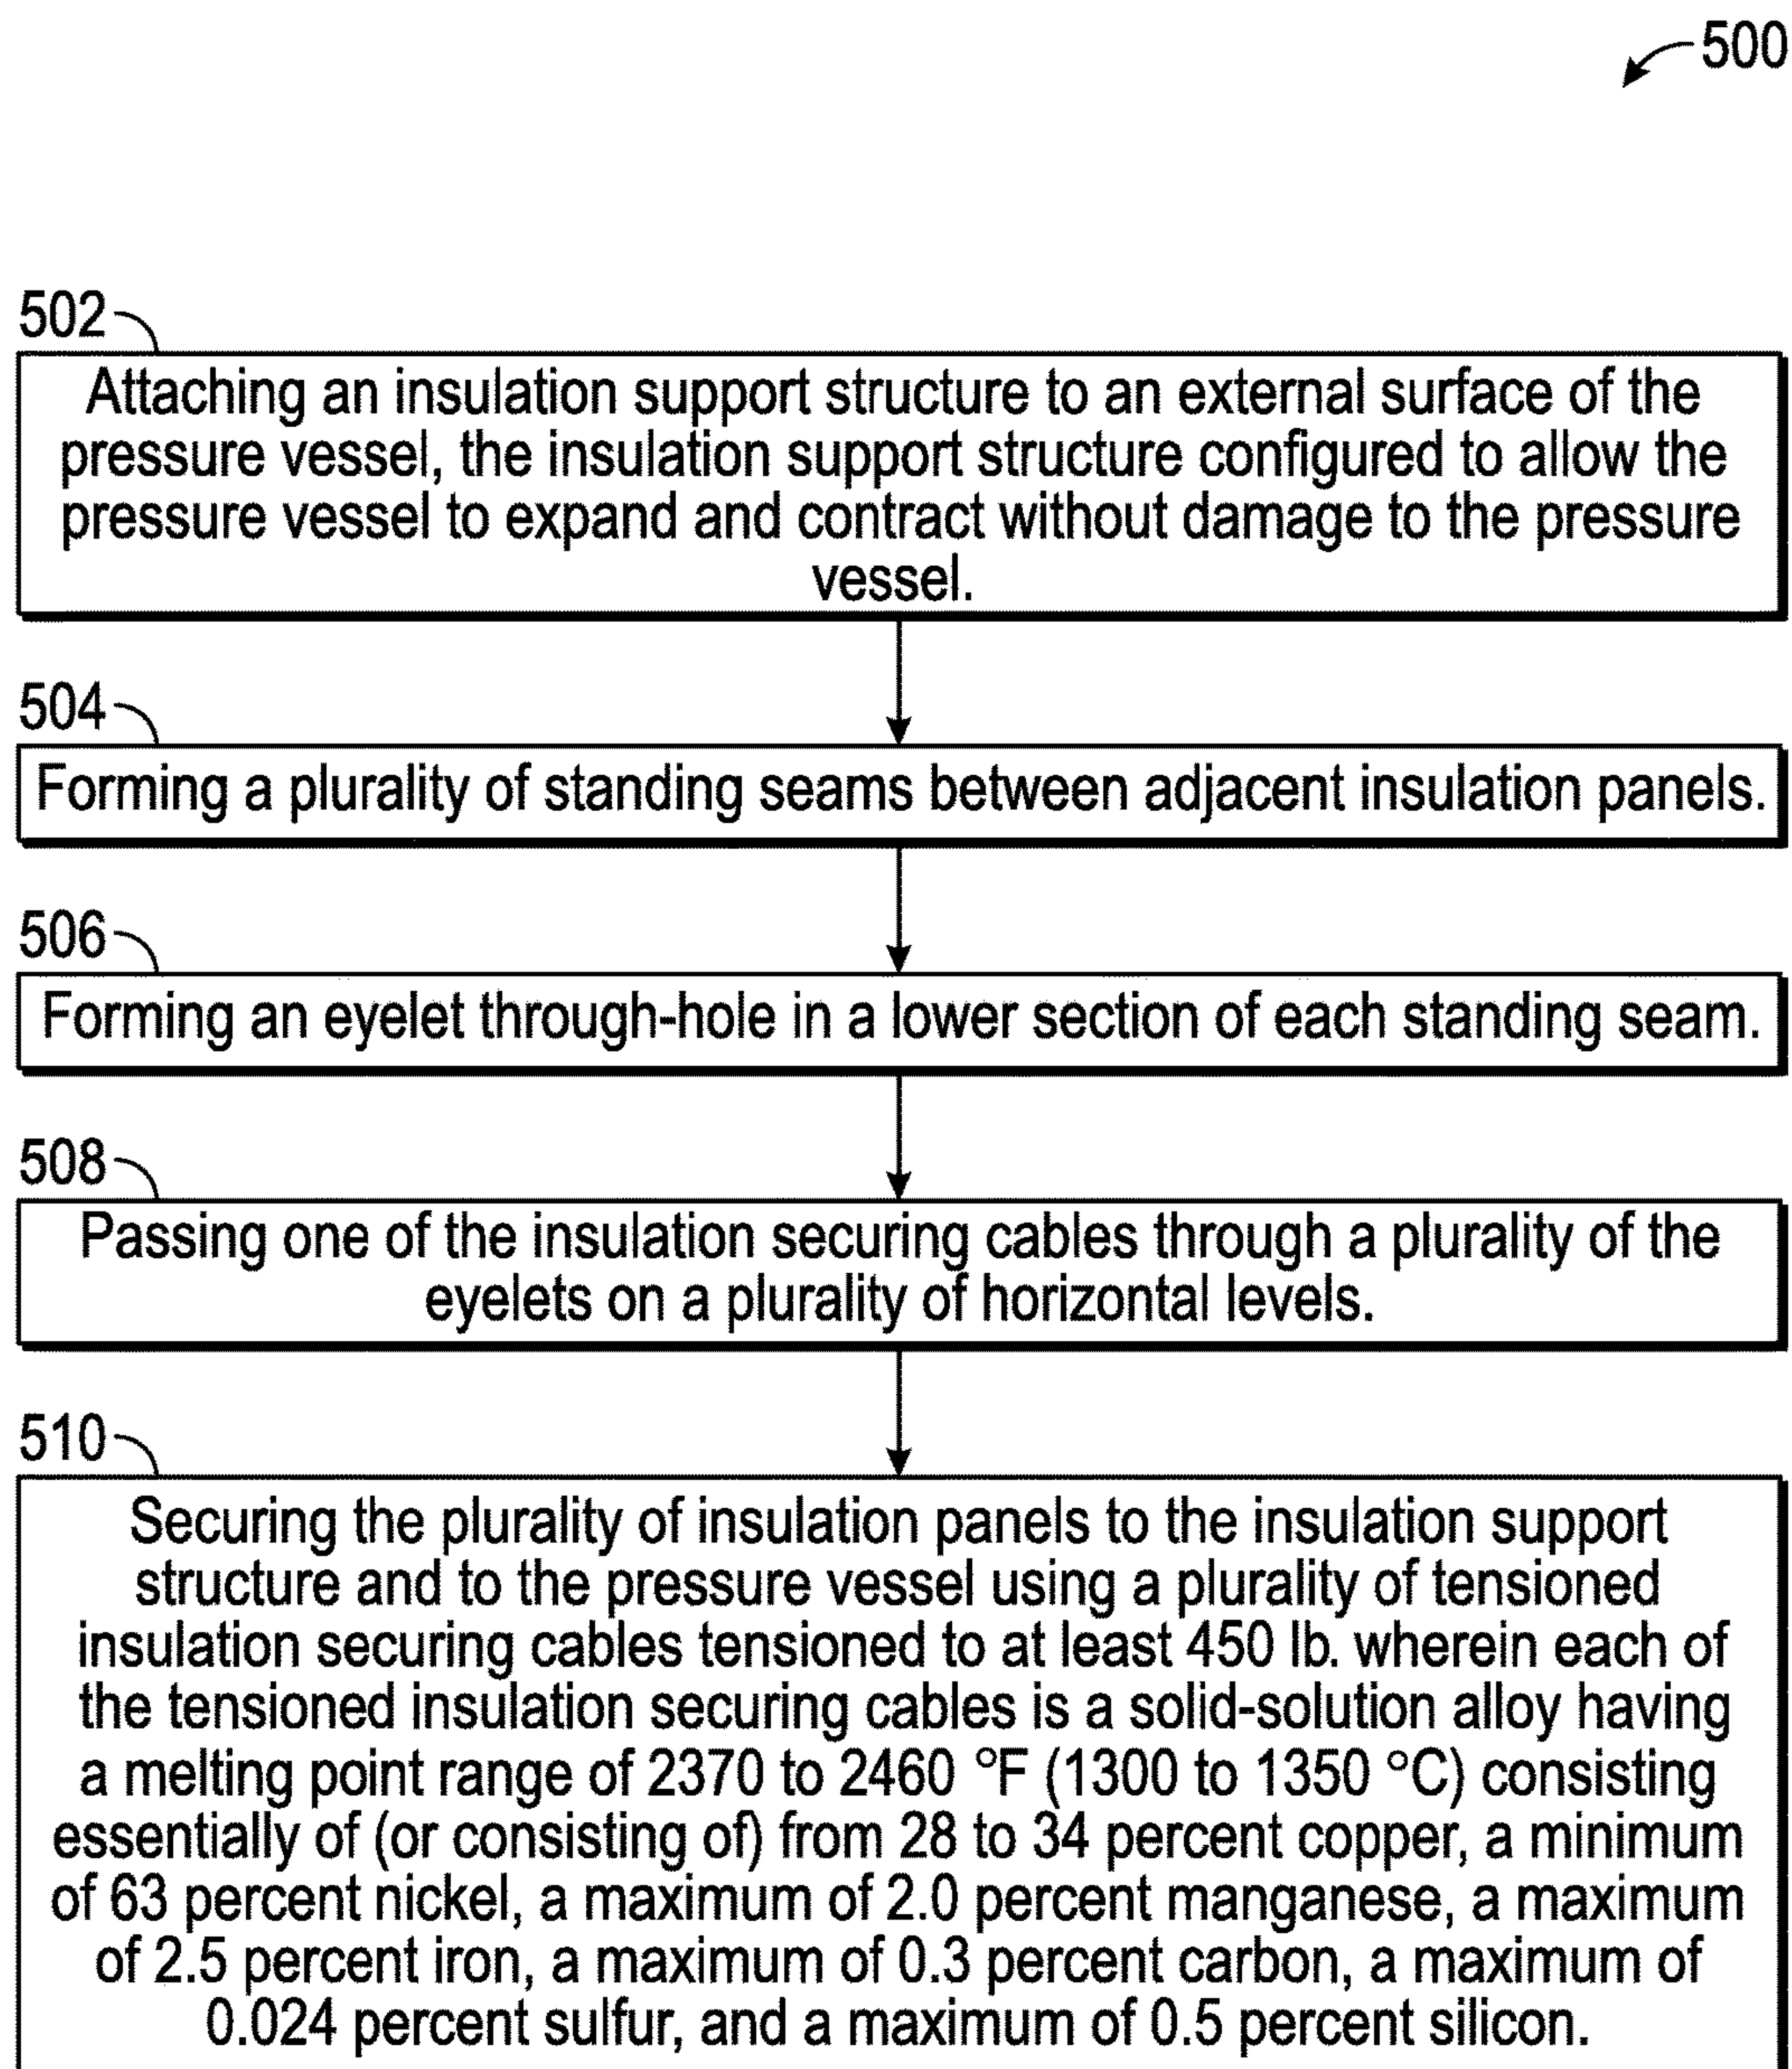 500
502
Attaching an insulation support structure to an external surface of the
pressure vessel, the insulation support structure configured to allow the
pressure vessel to expand and contract without damage to the pressure
vessel.
504
Forming a plurality of standing seams between adjacent insulation panels.
506
Forming an eyelet through-hole in a lower section of each standing seam.
508
Passing one of the insulation securing cables through a plurality of the
eyelets on a plurality of horizontal levels.
510
Securing the plurality of insulation panels to the insulation support
structure and to the pressure vessel using a plurality of tensioned
insulation securing cables tensioned to at least 450 lb. wherein each of
the tensioned insulation securing cables is a solid-solution alloy having
a melting point range of 2370 to 2460 °F (1300 to 1350 °C) consisting
essentially of (or consisting of) from 28 to 34 percent copper, a minimum
of 63 percent nickel, a maximum of 2.0 percent manganese, a maximum
of 2.5 percent iron, a maximum of 0.3 percent carbon, a maximum of
0.024 percent sulfur, and a maximum of 0.5 percent silicon.